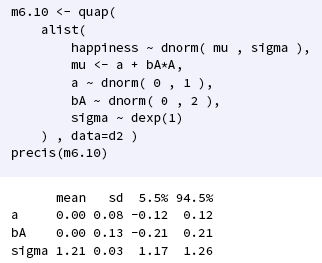 m6.10 <- quap(
    alist(
        happiness ~ dnorm( mu , sigma ),
        mu <- a + bA*A,
        a ~ dnorm( 0 , 1 ),
        bA ~ dnorm( 0 , 2 ),
        sigma ~ dexp(1)
    ) , data=d2 )
precis(m6.10)
      mean   sd  5.5% 94.5%
a     0.00 0.08 -0.12  0.12
bA    0.00 0.13 -0.21  0.21
sigma 1.21 0.03  1.17  1.26